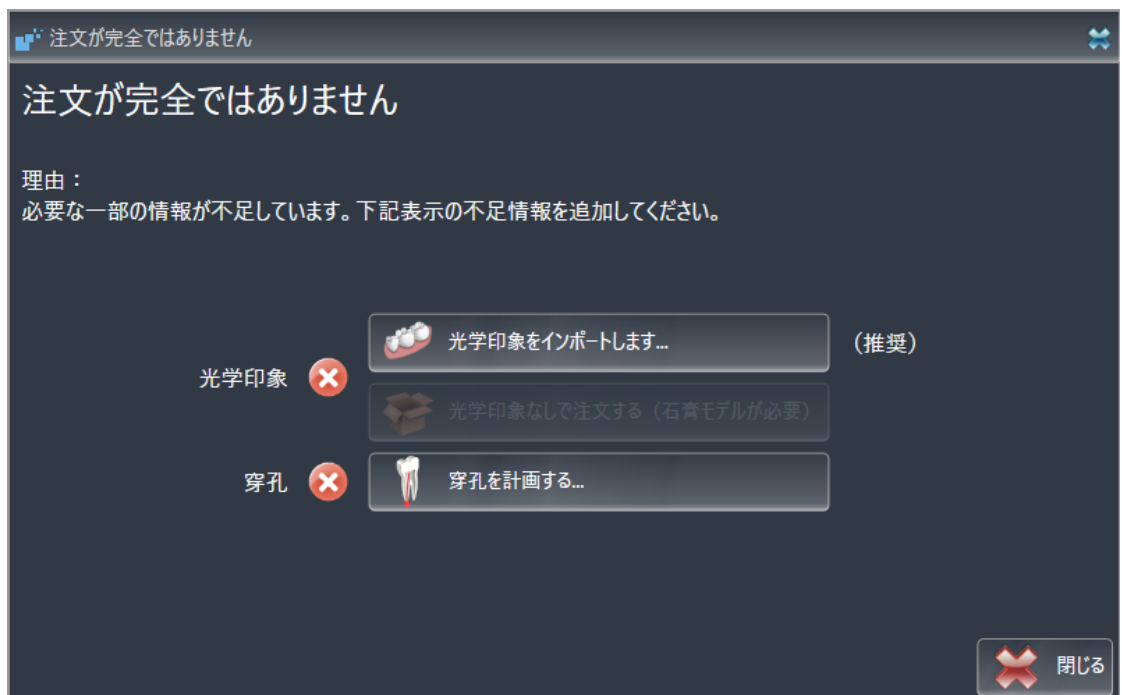 注文が完全ではありません
注文が完全ではありません
理由：
必要な一部の情報が不足しています。下記表示の不足情報を追加してください。
光学印象
光学印象をインポートします...
（推奨）
光学印象なしで注文する（石膏モデルが必要）
穿孔
穿孔を計画する...
閉じる